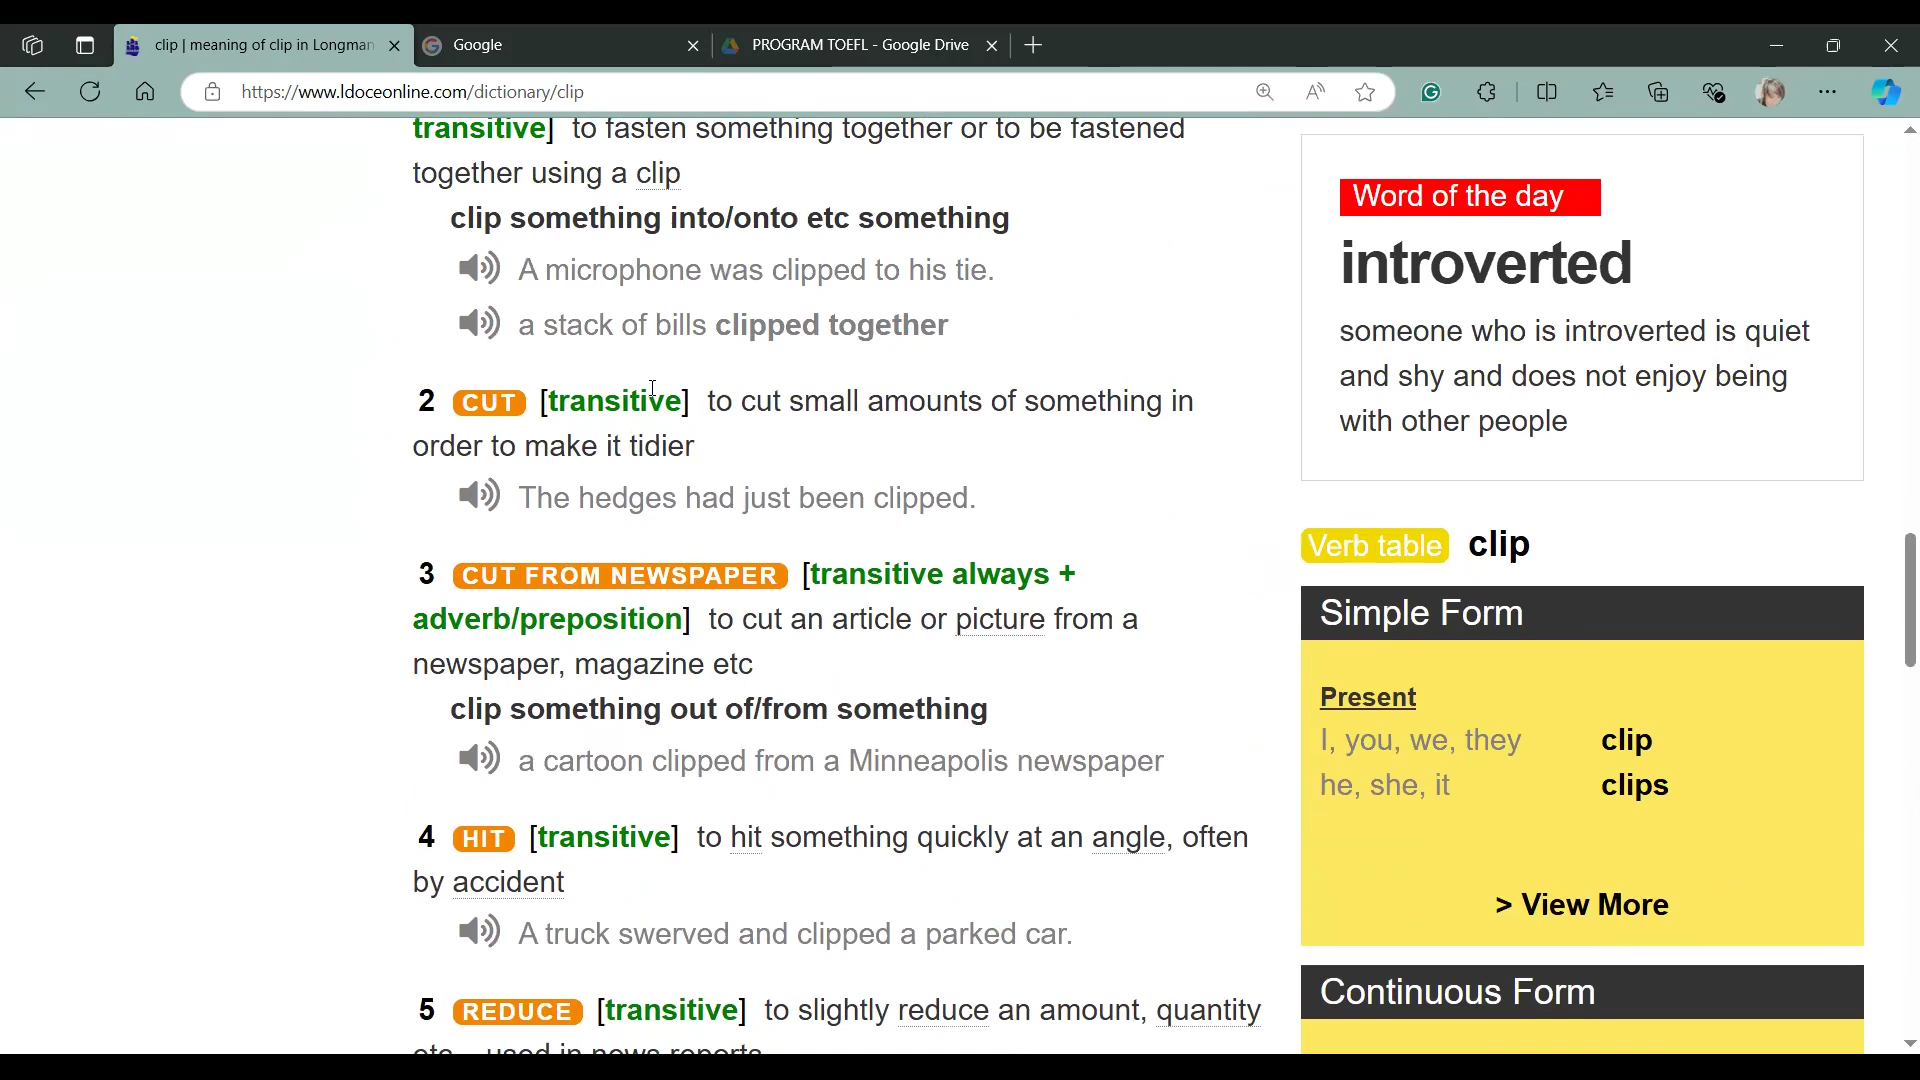 clip | meaning of clip in Longman
Google
PROGRAM TOEFL - Google Drive
https://www.ldoceonline.com/dictionary/clip
transitive] to fasten something together or to be fastened
together using a clip
clip something into/onto etc something
A microphone was clipped to his tie.
a stack of bills clipped together
2 CUT [transitive] to cut small amounts of something in
order to make it tidier
The hedges had just been clipped.
3 CUT FROM NEWSPAPER [transitive always +
adverb/preposition] to cut an article or picture from a
newspaper, magazine etc
clip something out of/from something
a cartoon clipped from a Minneapolis newspaper
4 HIT [transitive] to hit something quickly at an angle, often
by accident
A truck swerved and clipped a parked car.
5 REDUCE [transitive] to slightly reduce an amount, quantity
etc – used in news reports
Word of the day
introverted
someone who is introverted is quiet
and shy and does not enjoy being
with other people
Verb table clip
Simple Form
Present
I, you, we, they clip
he, she, it clips
> View More
Continuous Form